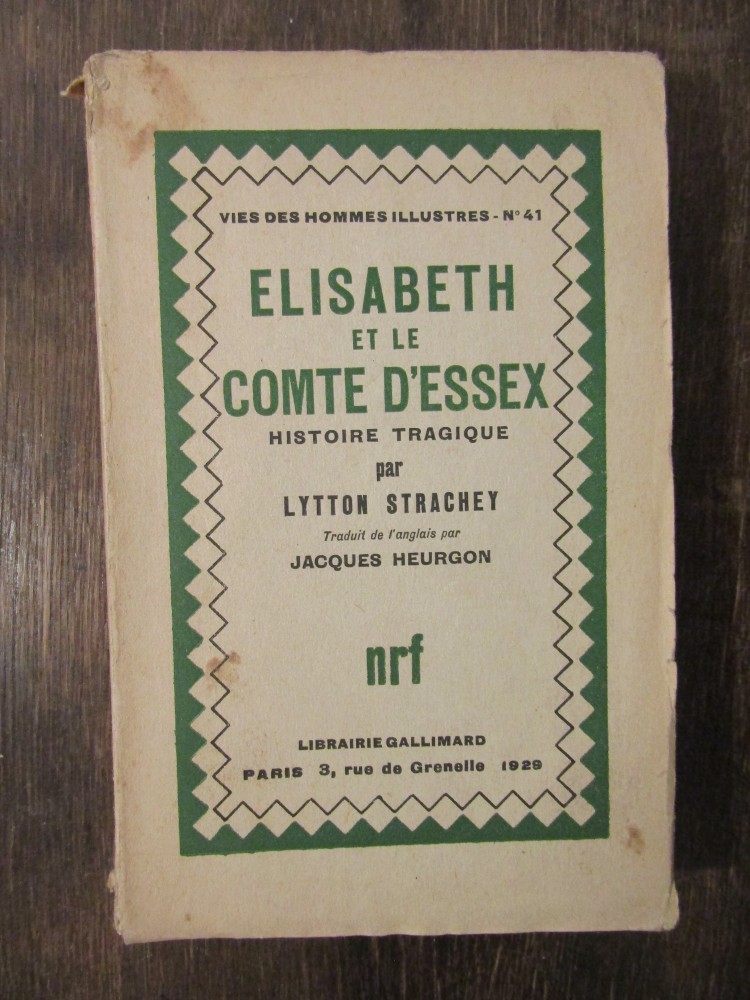 VIES DES HOMMES ILLUSTRES - N° 41
ELISABETH
ET LE
COMTE D'ESSEX
HISTOIRE TRAGIQUE
par
LYTTON STRACHEY
Traduit de l'anglais par
JACQUES HEURGON
nrf
LIBRAIRIE GALLIMARD
PARIS 3, rue de Grenelle 1929